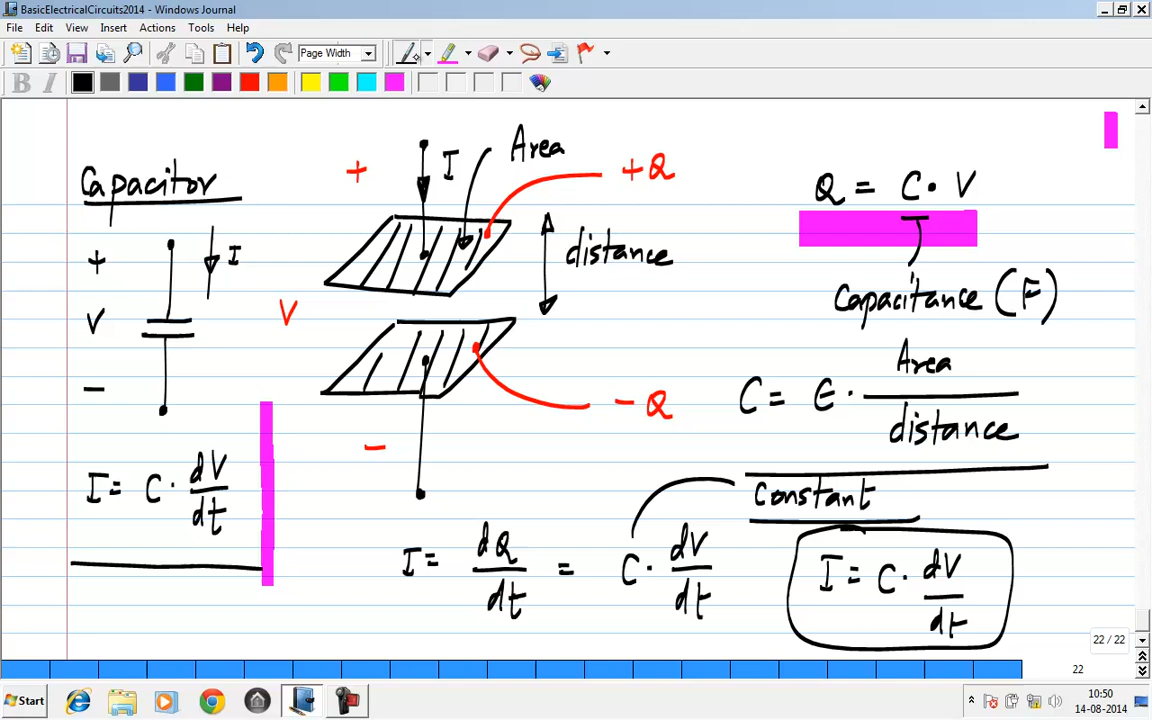 BasicElectricalCircuits2014 - Windows Journal
File Edit View Insert Actions Tools Help
Page Width
B I
Capacitor
+
V
-
I
I = C · dV/dt
+
V
-
I
Area
+Q
distance
-Q
Q = C · V
Capacitance (F)
C = ε · Area/distance
Constant
I = dQ/dt = C · dV/dt
I = C · dV/dt
22 / 22
22
Start
10:50
14-08-2014